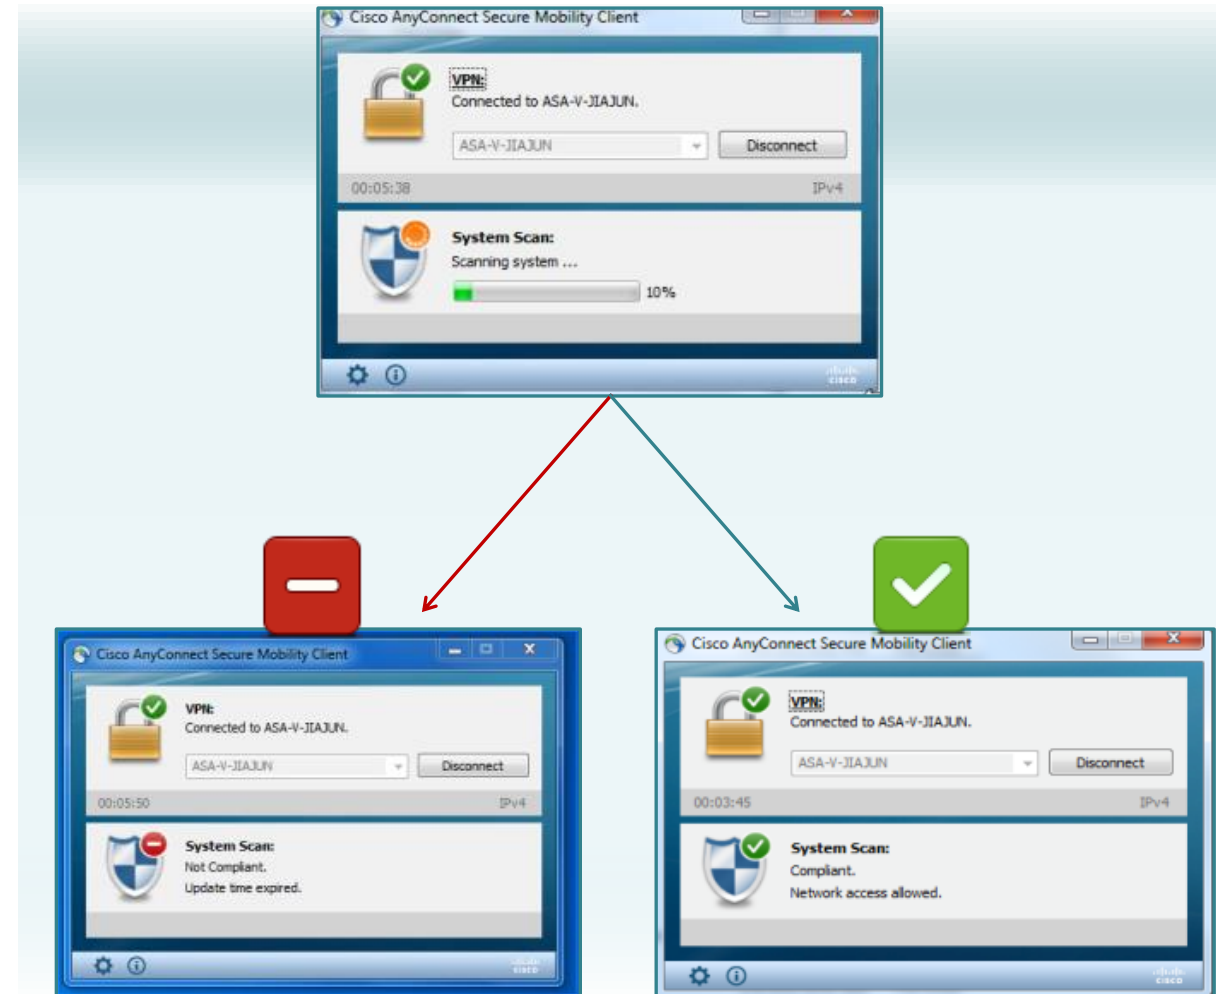 Cisco AnyConnect Secure Mobility Client
VPN:
Connected to ASA-V-JIAJUN.
ASA-V-JIAJUN
Disconnect
00:05:38
IPv4
System Scan:
Scanning system ...
10%
CISCO
Cisco AnyConnect Secure Mobility Client
VPN:
Connected to ASA-V-JIAJUN.
ASA-V-JIAJUN
Disconnect
00:05:50
IPv4
System Scan:
Not Compliant.
Update time expired.
CISCO
Cisco AnyConnect Secure Mobility Client
VPN:
Connected to ASA-V-JIAJUN.
ASA-V-JIAJUN
Disconnect
00:03:45
IPv4
System Scan:
Compliant.
Network access allowed.
CISCO